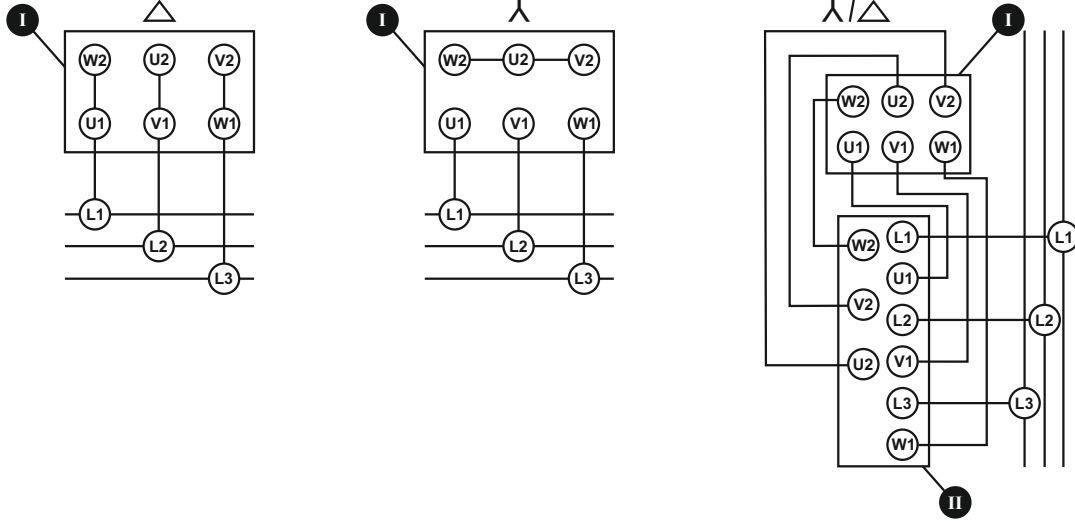 I
W2 U2 V2
U1 V1 W1
L1
L2
L3
I
W2 U2 V2
U1 V1 W1
L1
L2
L3
/
I
W2 U2 V2
U1 V1 W1
W2 L1 L1
U1
V2
L2 L2
U2 V1
L3 L3
W1
II